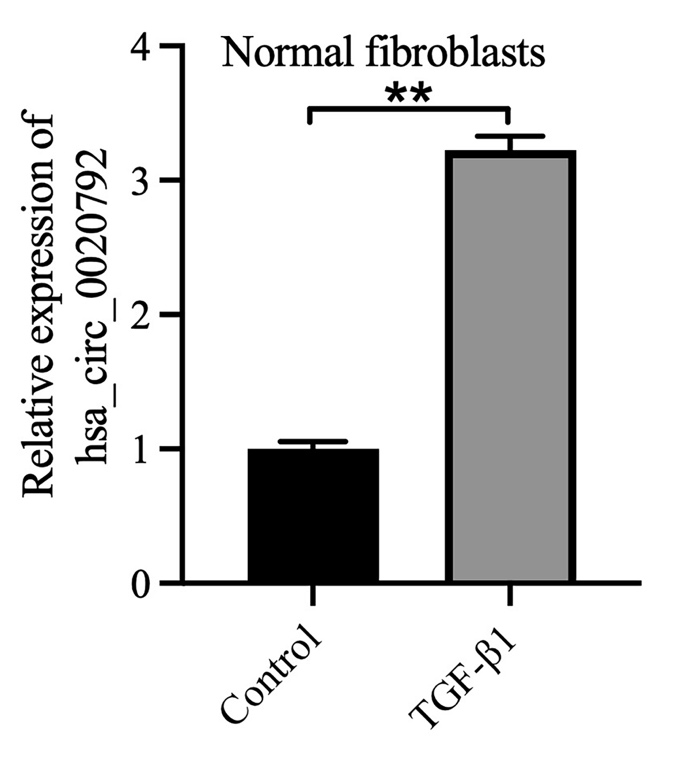 Normal fibroblasts
**
Relative expression of
hsa_circ_0020792
4
3
2
1
0
Control
TGF-β1